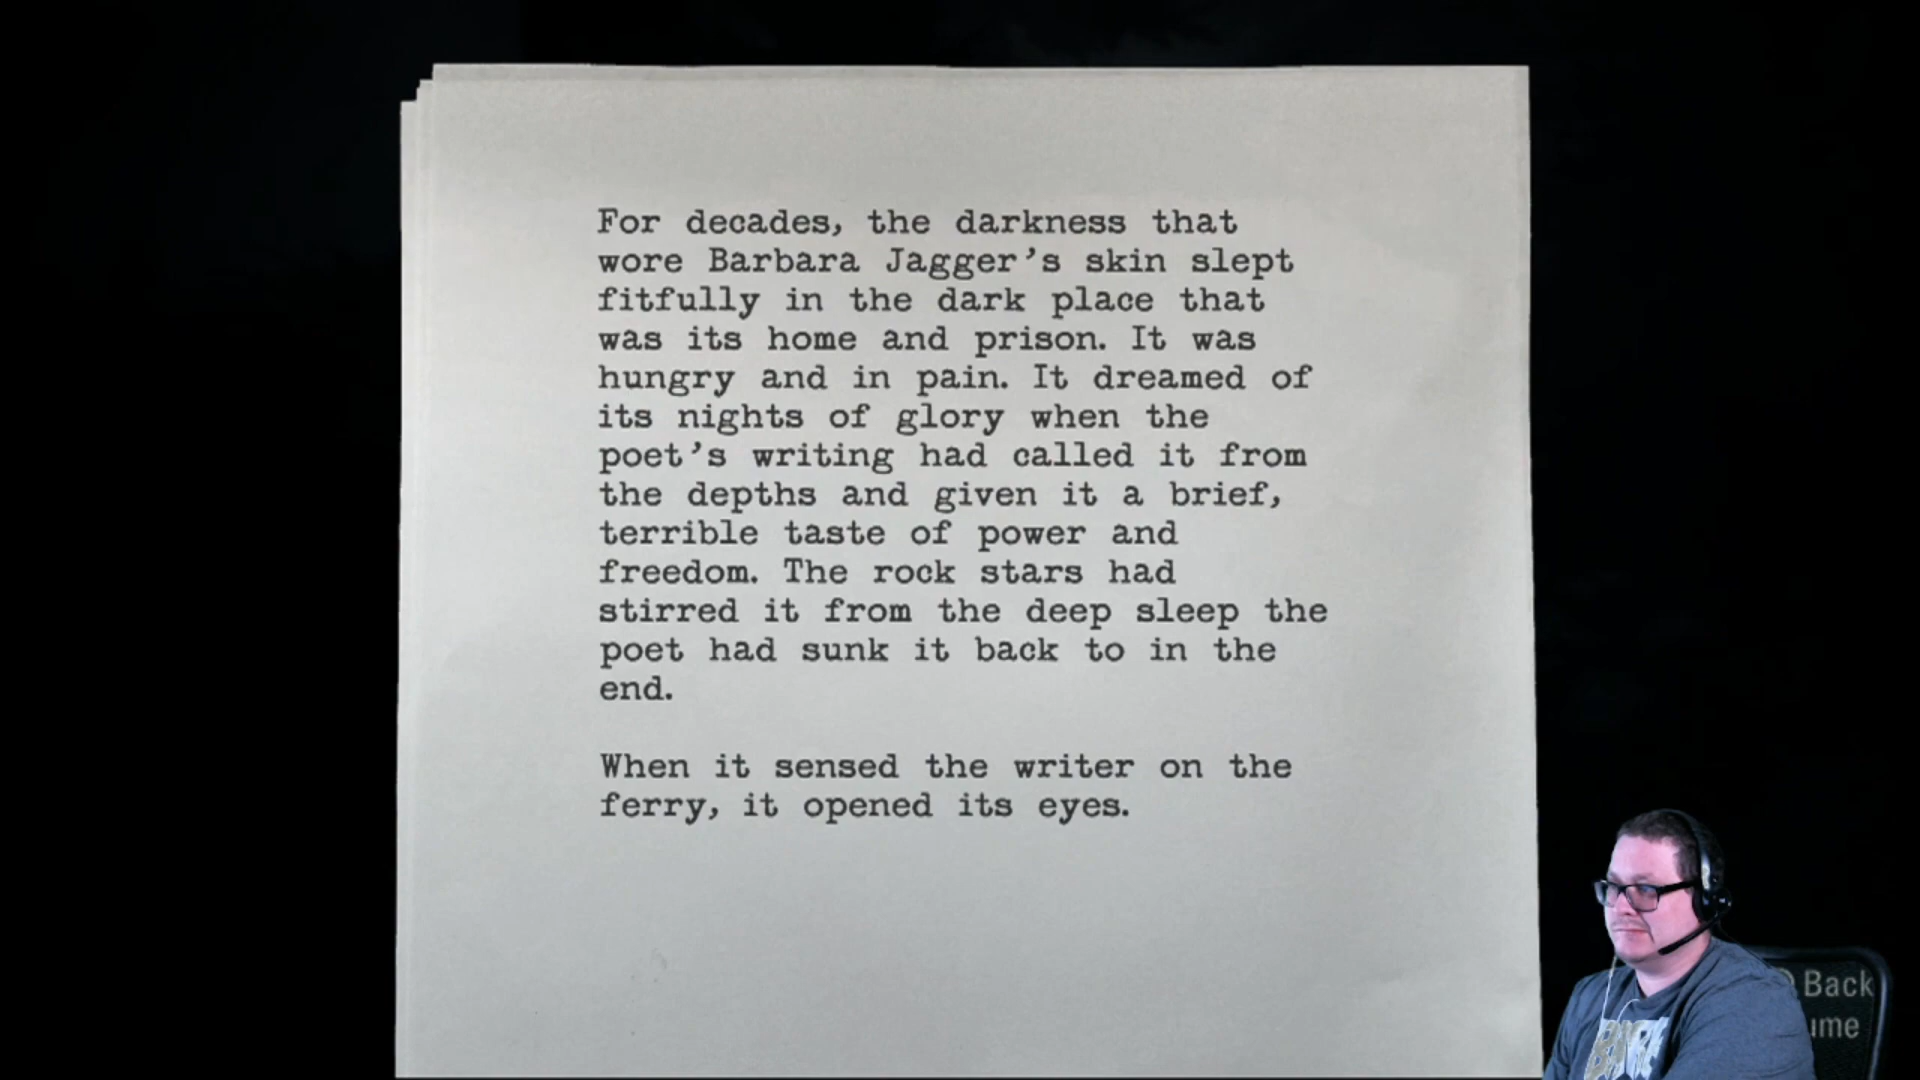 For decades, the darkness that
wore Barbara Jagger's skin slept
fitfully in the dark place that
was its home and prison. It was
hungry and in pain. It dreamed of
its nights of glory when the
poet's writing had called it from
the depths and given it a brief,
terrible taste of power and
freedom. The rock stars had
stirred it from the deep sleep the
poet had sunk it back to in the
end.
When it sensed the writer on the
ferry, it opened its eyes.
Back